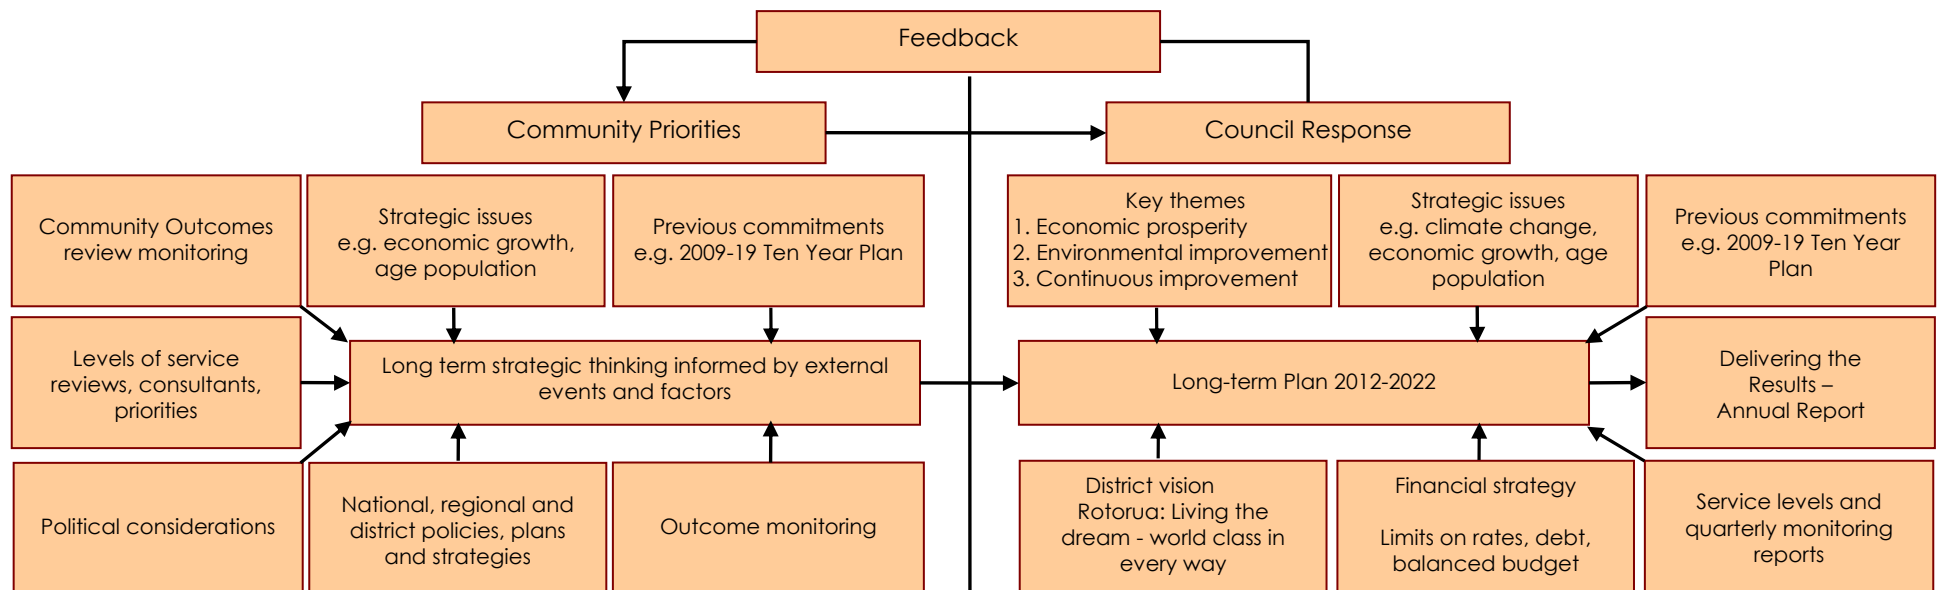 Feedback
Community Priorities
Council Response
Community Outcomes
review monitoring
Strategic issues
e.g. economic growth,
age population
Previous commitments
e.g. 2009-19 Ten Year Plan
Key themes
1. Economic prosperity
2. Environmental improvement
3. Continuous improvement
Strategic issues
e.g. climate change,
economic growth, age
population
Previous commitments
e.g. 2009-19 Ten Year
Plan
Levels of service
reviews, consultants,
priorities
Long term strategic thinking informed by external
events and factors
Long-term Plan 2012-2022
Delivering the
Results –
Annual Report
Political considerations
National, regional and
district policies, plans
and strategies
Outcome monitoring
District vision
Rotorua: Living the
dream - world class in
every way
Financial strategy
Limits on rates, debt,
balanced budget
Service levels and
quarterly monitoring
reports